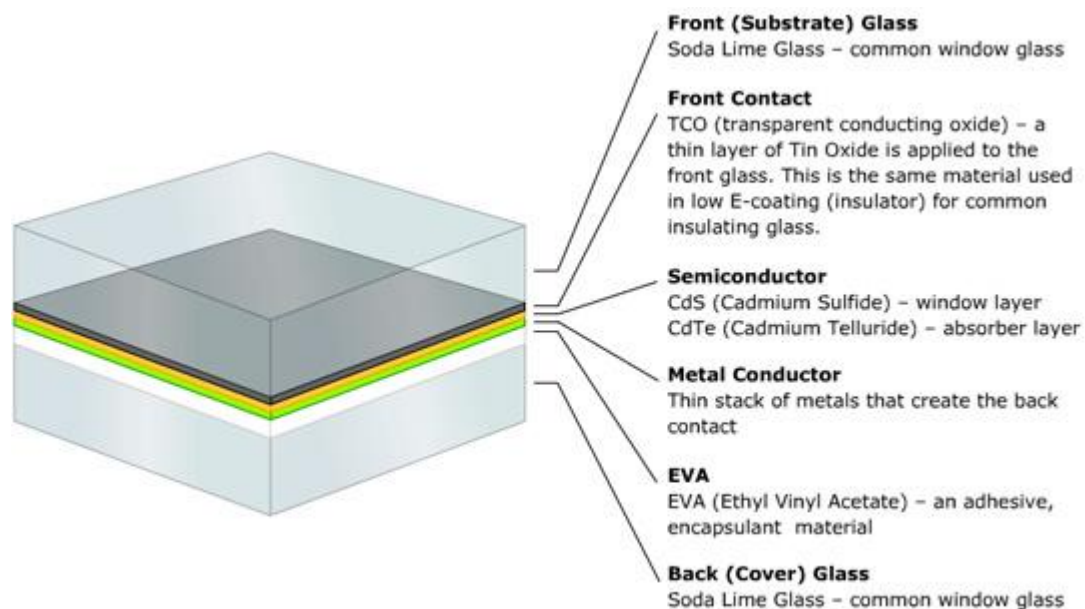 Front (Substrate) Glass
Soda Lime Glass – common window glass
Front Contact
TCO (transparent conducting oxide) – a
thin layer of Tin Oxide is applied to the
front glass. This is the same material used
in low E-coating (insulator) for common
insulating glass.
Semiconductor
CdS (Cadmium Sulfide) – window layer
CdTe (Cadmium Telluride) – absorber layer
Metal Conductor
Thin stack of metals that create the back
contact
EVA
EVA (Ethyl Vinyl Acetate) – an adhesive,
encapsulant material
Back (Cover) Glass
Soda Lime Glass – common window glass